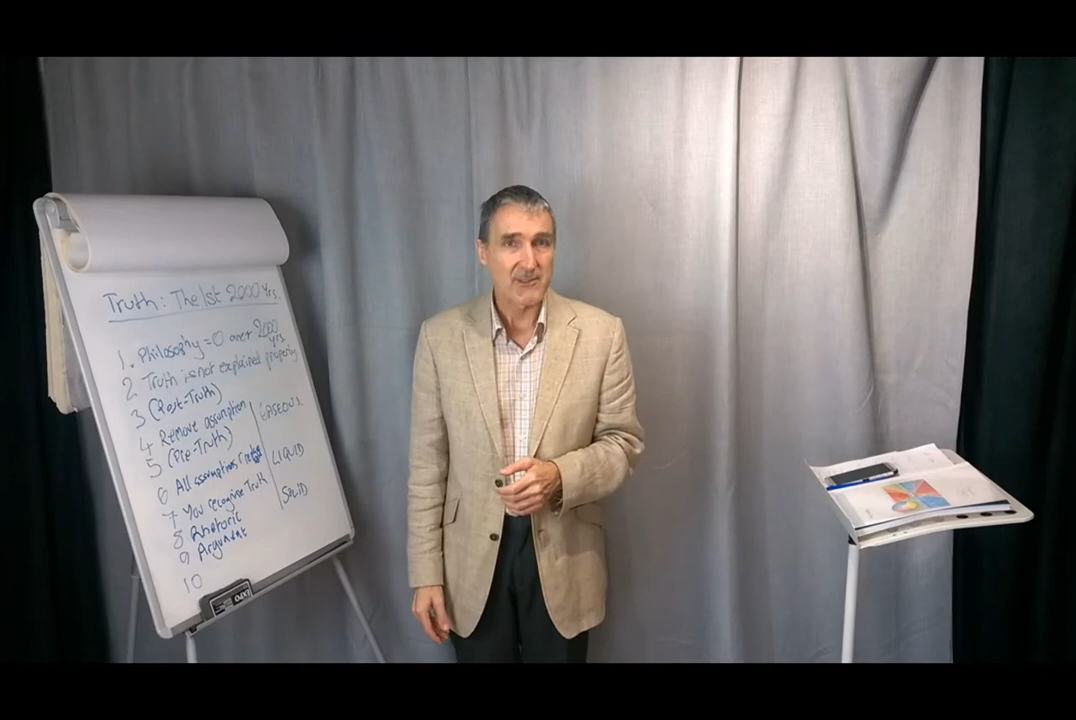 Truth: The 1st 2000 Yrs.
1. Philosophy = 0 over 2000 yrs.
2 Truth is not explained properly
3 (Post-Truth)
4 Remove assumption
5 (Pre-Truth)
6 All assumptions
7 You recognise Truth
8 Rhetoric
9 Argument
10
GASEOUS.
LIQUID
SOLID